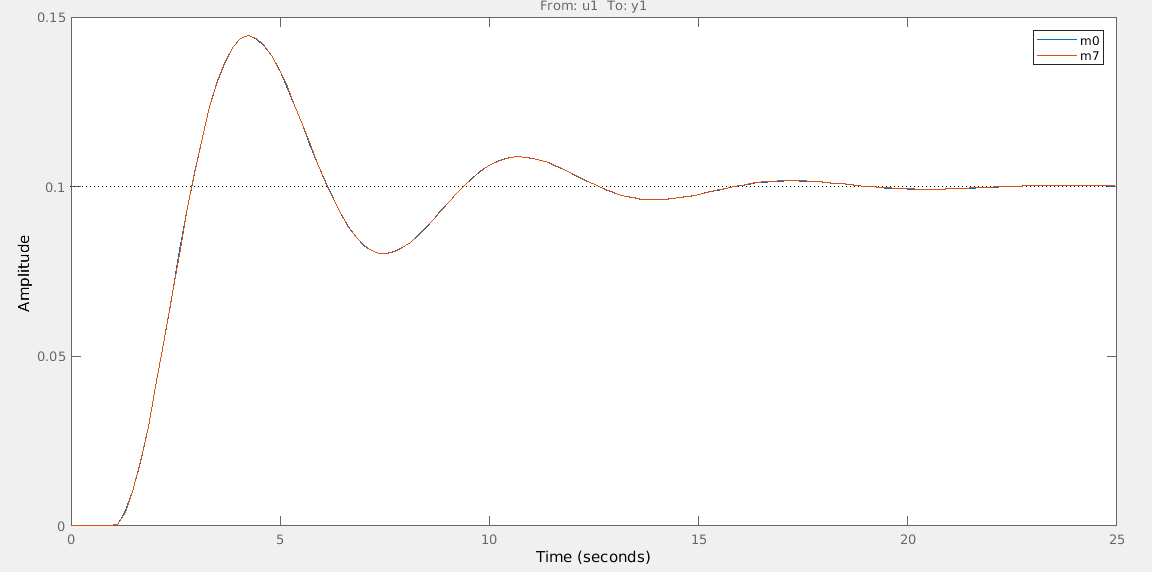 From: u1 To: y1
0.15
m0
m7
0.1
Amplitude
0.05
0
0 5 10 15 20 25
Time (seconds)